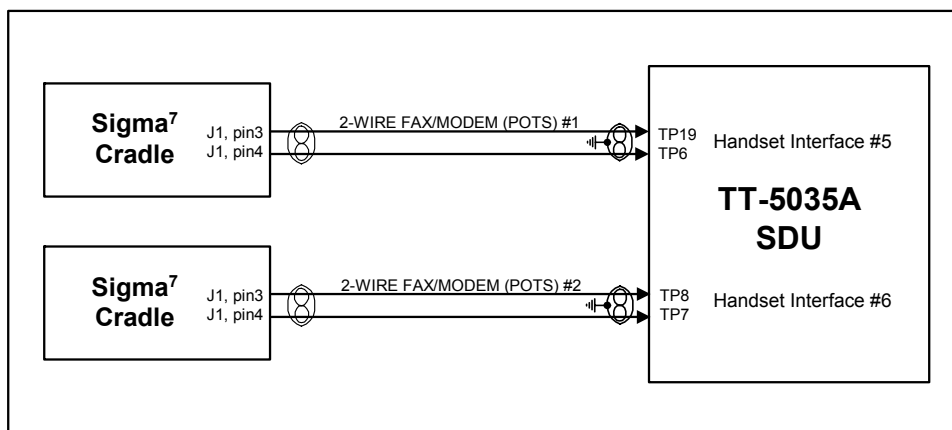 Sigma⁷
Cradle
J1, pin3
J1, pin4
2-WIRE FAX/MODEM (POTS) #1
TP19
TP6
Handset Interface #5
TT-5035A
SDU
Sigma⁷
Cradle
J1, pin3
J1, pin4
2-WIRE FAX/MODEM (POTS) #2
TP8
TP7
Handset Interface #6